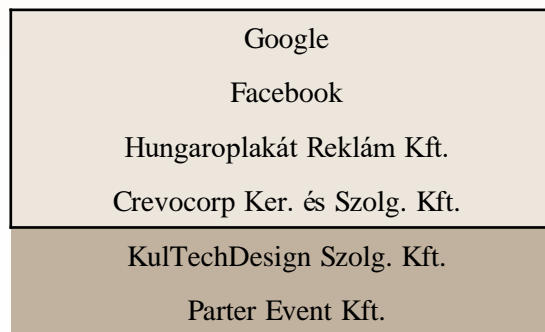 Google
Facebook
Hungaroplakát Reklám Kft.
Crevocorp Ker. és Szolg. Kft.
KulTechDesign Szolg. Kft.
Parter Event Kft.